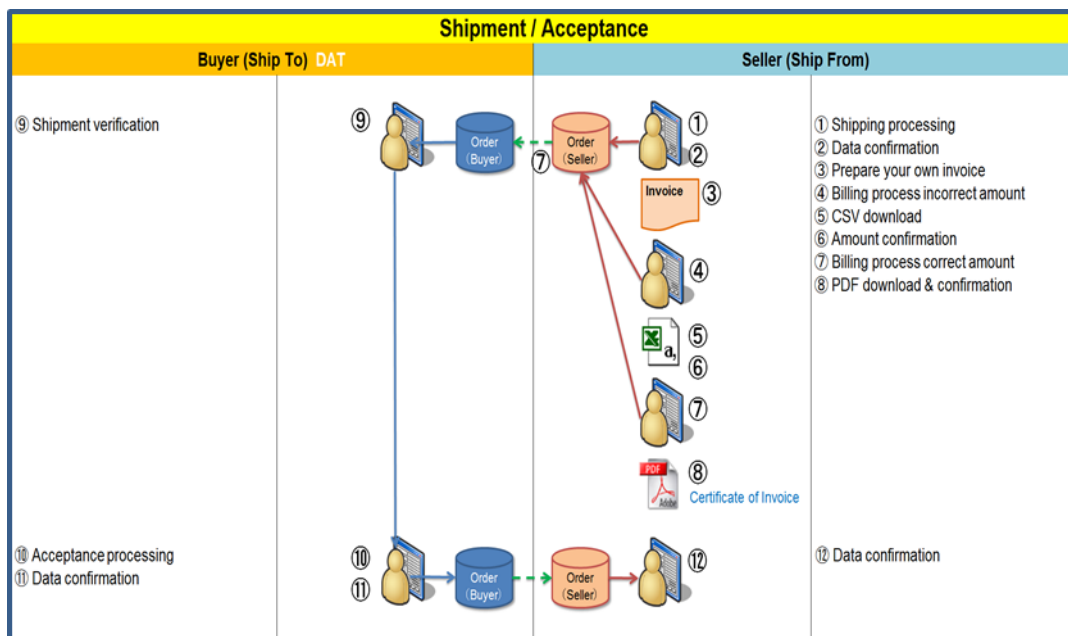 Shipment / Acceptance
Buyer (Ship To) DAT
Seller (Ship From)
⑨ Shipment verification
⑨
Order
(Buyer)
⑦
Order
(Seller)
①
②
Invoice
③
④
a,
⑤
⑥
⑦
PDF
Adobe
⑧
Certificate of Invoice
① Shipping processing
② Data confirmation
③ Prepare your own invoice
④ Billing process incorrect amount
⑤ CSV download
⑥ Amount confirmation
⑦ Billing process correct amount
⑧ PDF download & confirmation
⑩ Acceptance processing
⑪ Data confirmation
⑩
⑪
Order
(Buyer)
Order
(Seller)
⑫
⑫ Data confirmation